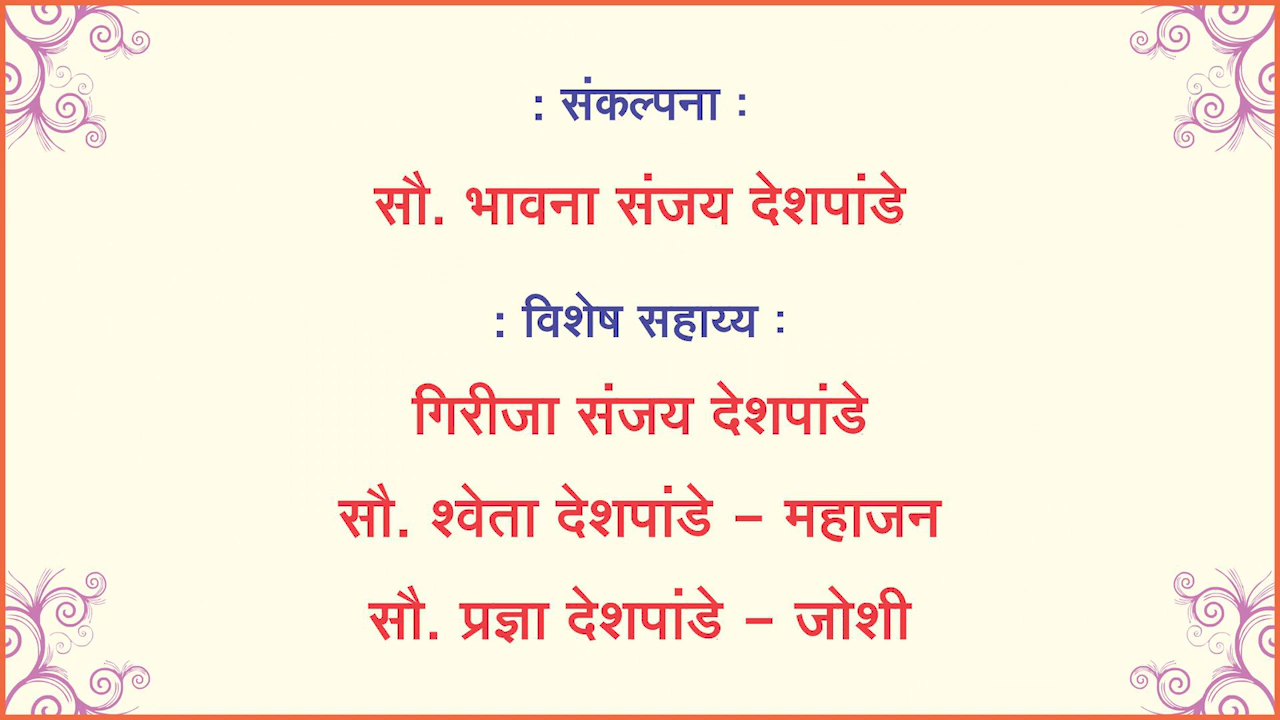 : संकल्पना :
सौ. भावना संजय देशपांडे
: विशेष सहाय्य :
गिरीजा संजय देशपांडे
सौ. श्वेता देशपांडे – महाजन
सौ. प्रज्ञा देशपांडे – जोशी